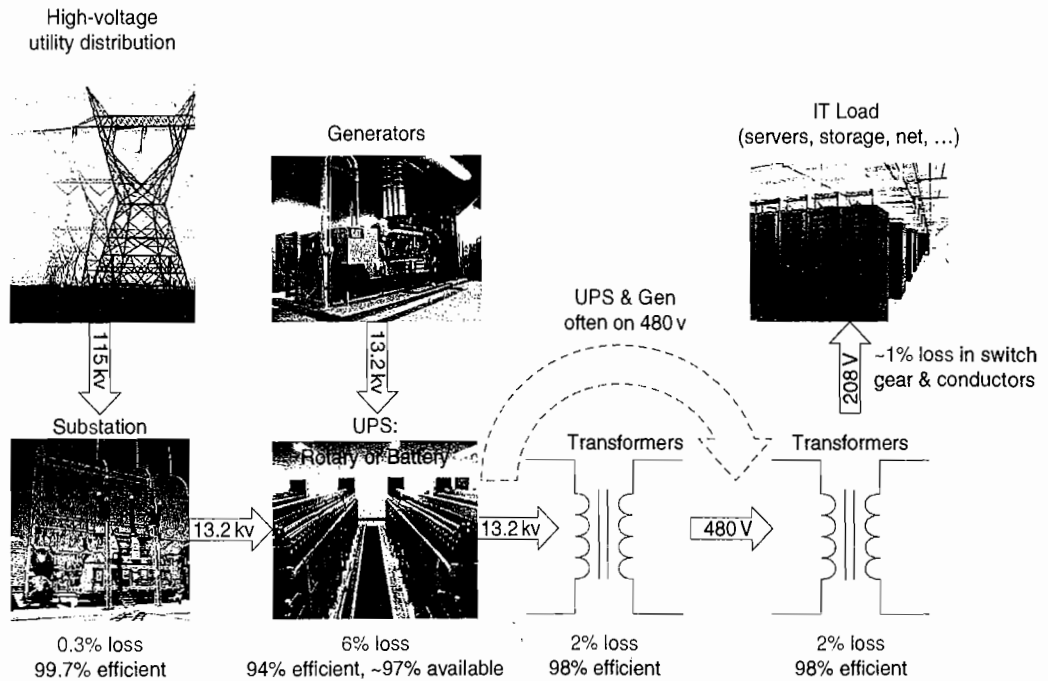 High-voltage
utility distribution
Generators
IT Load
(servers, storage, net, ...)
115 kv
13.2 kv
UPS & Gen
often on 480 v
208 V
~1% loss in switch
gear & conductors
Substation
UPS:
Rotary or Battery
Transformers
Transformers
13.2 kv
13.2 kv
480 V
0.3% loss
99.7% efficient
6% loss
94% efficient, ~97% available
2% loss
98% efficient
2% loss
98% efficient